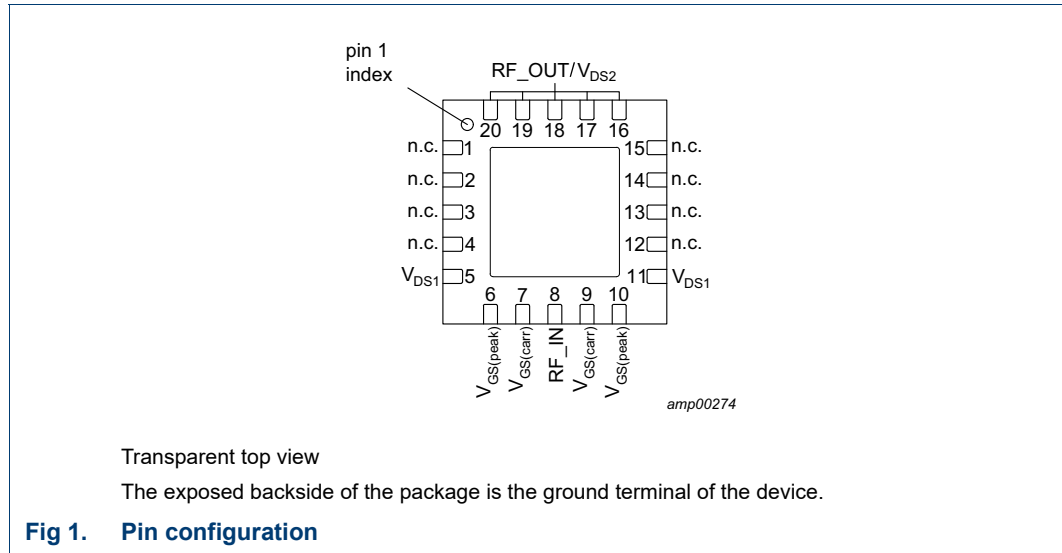 pin 1
index
RF_OUT/VDS2
20 19 18 17 16
n.c. 1 15 n.c.
n.c. 2 14 n.c.
n.c. 3 13 n.c.
n.c. 4 12 n.c.
VDS1 5 11 VDS1
6 7 8 9 10
VGS(peak)
VGS(carr)
RF_IN
VGS(carr)
VGS(peak)
amp00274
Transparent top view
The exposed backside of the package is the ground terminal of the device.
Fig 1. Pin configuration